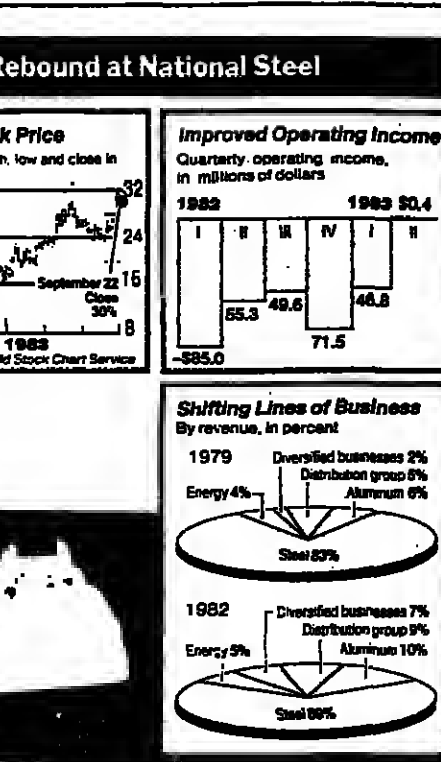 Rebound at National Steel
k Price
h, low and close in
32
24
16
8
September 22
Close
30⅝
1983
ld Stock Chart Service
Improved Operating Income
Quarterly operating income,
in millions of dollars
1982 1983 $0.4
I II III IV I II
55.3 49.6 46.8
71.5
–$85.0
Shifting Lines of Business
By revenue, in percent
1979 Diversified businesses 2%
Distribution group 5%
Energy 4% Aluminum 6%
Steel 83%
1982 Diversified businesses 7%
Distribution group 9%
Energy 5% Aluminum 10%
Steel 69%